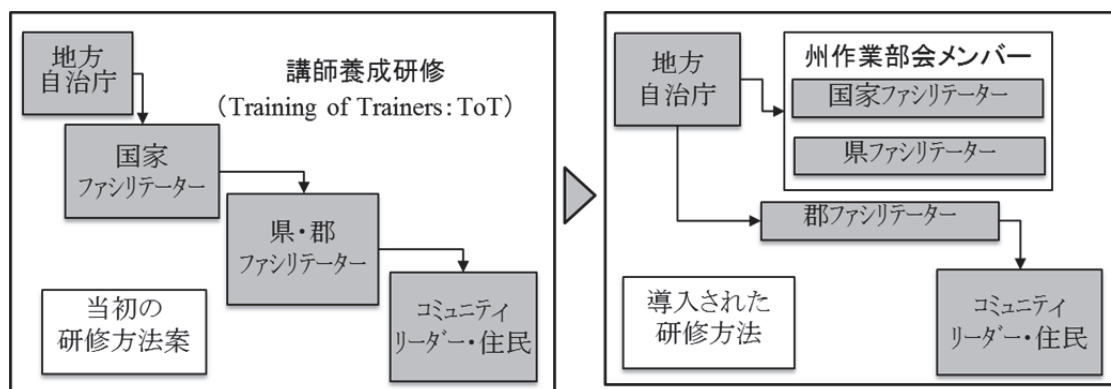 地方
自治庁
講師養成研修
（Training of Trainers：ToT）
国家
ファシリテーター
県・郡
ファシリテーター
コミュニティ
リーダー・住民
当初の
研修方法案
地方
自治庁
州作業部会メンバー
国家ファシリテーター
県ファシリテーター
郡ファシリテーター
コミュニティ
リーダー・住民
導入された
研修方法